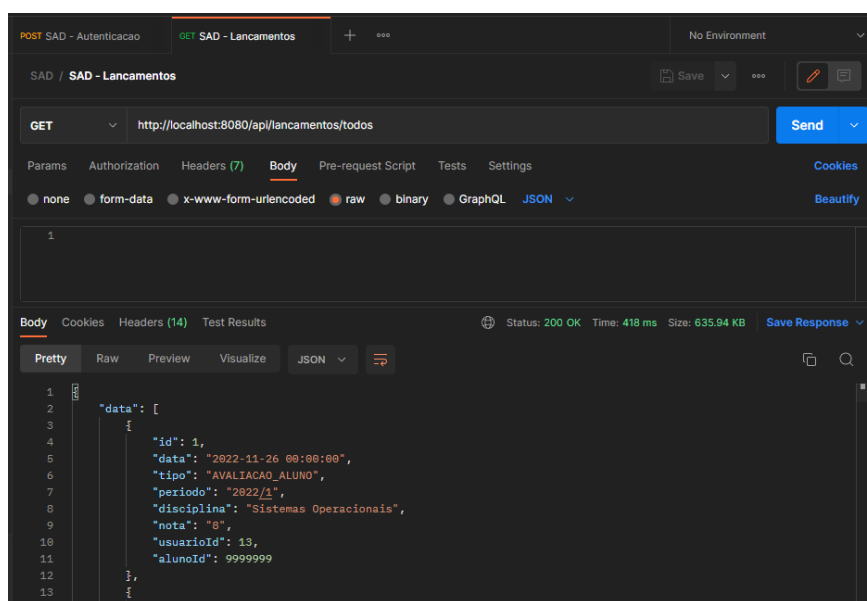 POST SAD - Autenticacao GET SAD - Lancamentos + ooo No Environment
SAD / SAD - Lancamentos Save ooo
GET http://localhost:8080/api/lancamentos/todos Send
Params Authorization Headers (7) Body Pre-request Script Tests Settings Cookies
none form-data x-www-form-urlencoded raw binary GraphQL JSON Beautify
1
Body Cookies Headers (14) Test Results Status: 200 OK Time: 418 ms Size: 635.94 KB Save Response
Pretty Raw Preview Visualize JSON
1 {
2 "data": [
3 {
4 "id": 1,
5 "data": "2022-11-26 00:00:00",
6 "tipo": "AVALIACAO_ALUNO",
7 "periodo": "2022/1",
8 "disciplina": "Sistemas Operacionais",
9 "nota": "8",
10 "usuarioId": 13,
11 "alunoId": 9999999
12 },
13 {